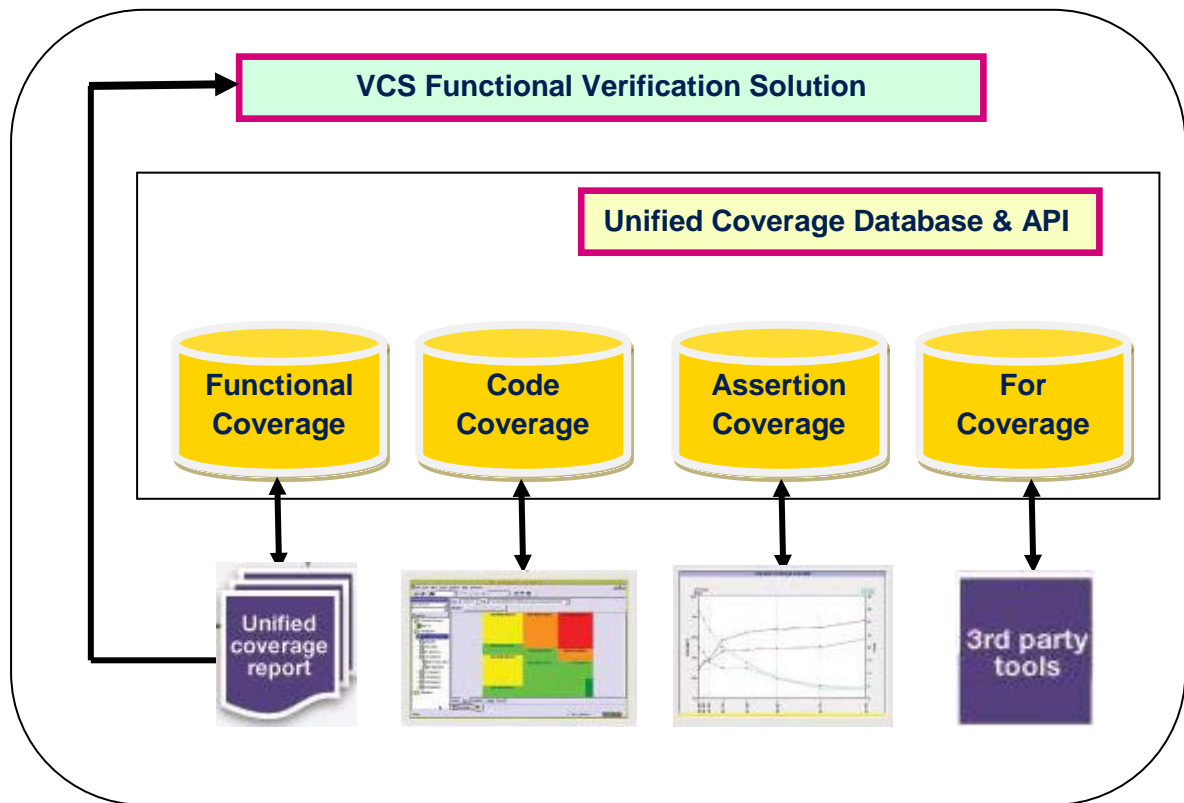 VCS Functional Verification Solution
Unified Coverage Database & API
Functional
Coverage
Code
Coverage
Assertion
Coverage
For
Coverage
Unified
coverage
report
3rd party
tools